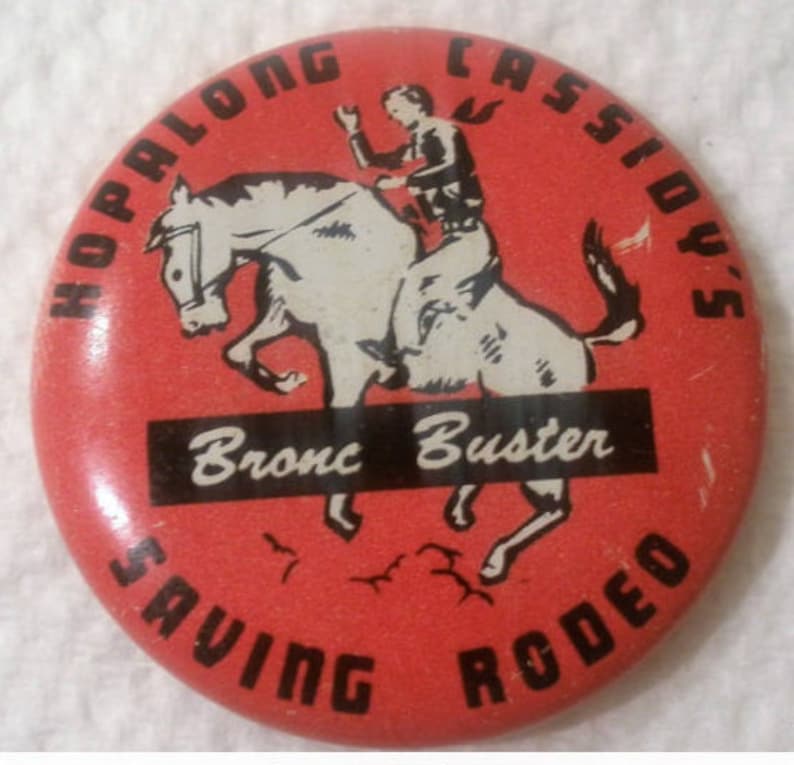 HOPALONG CASSIDY'S
Bronc Buster
SAVING RODEO